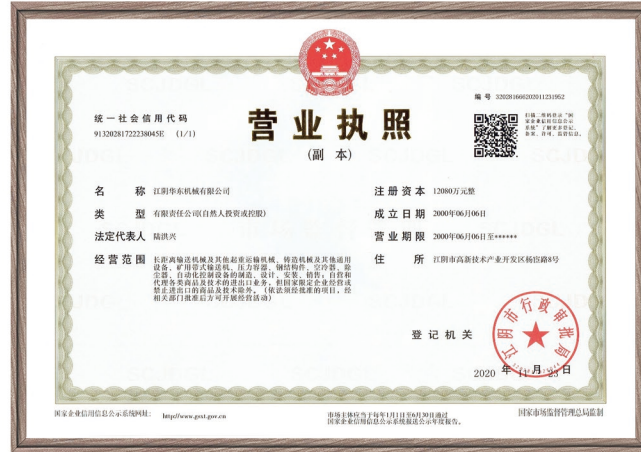 编号 320281666202011231952
统一社会信用代码
91320281722238045E (1/1)
营业执照
(副 本)
扫描二维码登录“国
家企业信用信息公示
系统”了解更多登记、
备案、许可、监管信息。
名 称 江阴华东机械有限公司
类 型 有限责任公司(自然人投资或控股)
法定代表人 陆洪兴
经营范围 长距离输送机械及其他起重运输机械、铸造机械及其他通用
设备、矿用带式输送机、压力容器、钢结构件、空冷器、除
尘器、自动化控制设备的制造、设计、安装、销售;自营和
代理各类商品及技术的进出口业务,但国家限定企业经营或
禁止进出口的商品及技术除外。(依法须经批准的项目,经
相关部门批准后方可开展经营活动)
注册资本 12080万元整
成立日期 2000年06月06日
营业期限 2000年06月06日至******
住 所 江阴市高新技术产业开发区杨宦路8号
登记机关
江阴市行政审批局
2020 年 11 月 23 日
国家企业信用信息公示系统网址: http://www.gsxt.gov.cn
市场主体应当于每年1月1日至6月30日通过
国家企业信用信息公示系统报送公示年度报告。
国家市场监督管理总局监制